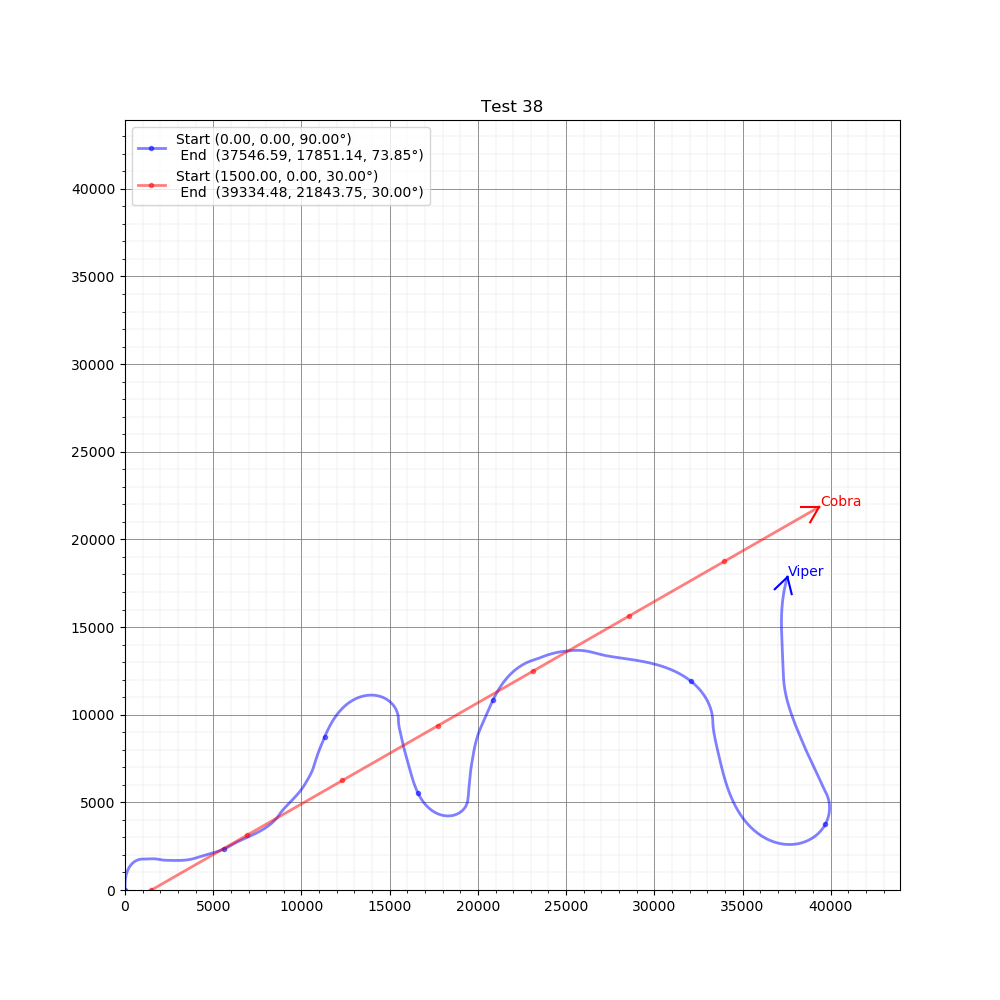 Test 38
Start (0.00, 0.00, 90.00°)
End (37546.59, 17851.14, 73.85°)
Start (1500.00, 0.00, 30.00°)
End (39334.48, 21843.75, 30.00°)
40000
35000
30000
25000
20000
15000
10000
5000
0
Cobra
Viper
0 5000 10000 15000 20000 25000 30000 35000 40000